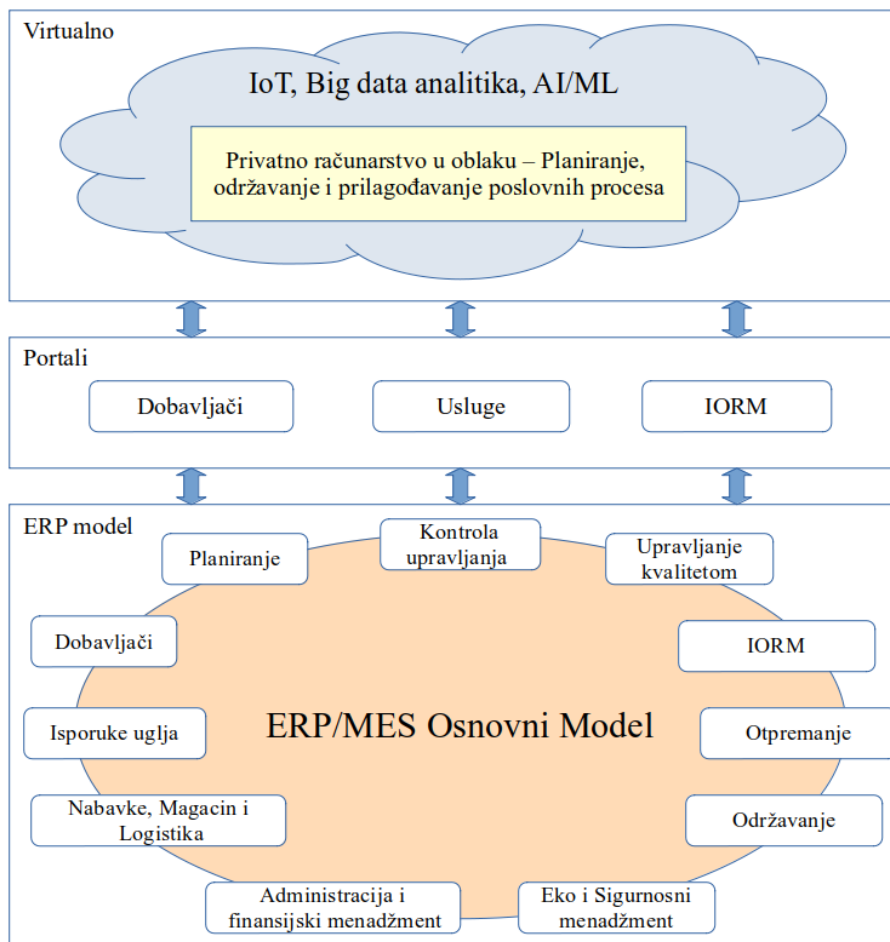 Virtualno
IoT, Big data analitika, AI/ML
Privatno računarstvo u oblaku – Planiranje,
održavanje i prilagođavanje poslovnih procesa
Portali
Dobavljači
Usluge
IORM
ERP model
Kontrola
upravljanja
Planiranje
Upravljanje
kvalitetom
Dobavljači
IORM
Isporuke uglja
ERP/MES Osnovni Model
Otpremanje
Nabavke, Magacin i
Logistika
Održavanje
Administracija i
finansijski menadžment
Eko i Sigurnosni
menadžment